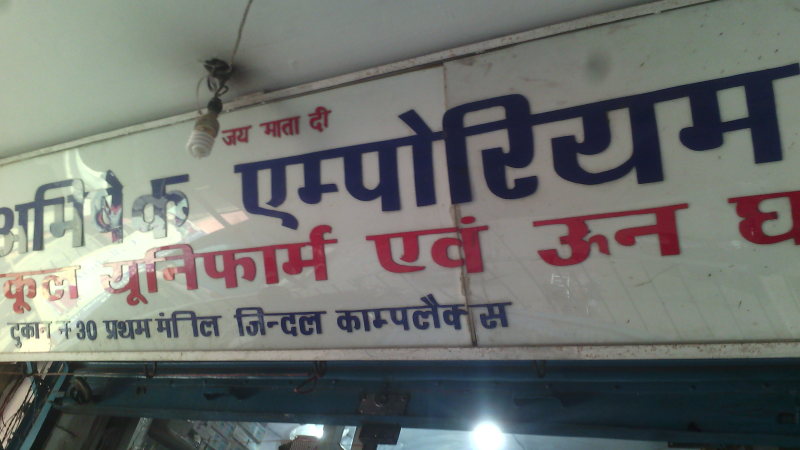 जय माता दी
अभिषेक एम्पोरियम
कूल यूनिफार्म एवं ऊन घ
दुकान नं 30 प्रथम मंजिल जिन्दल काम्पलैक्स